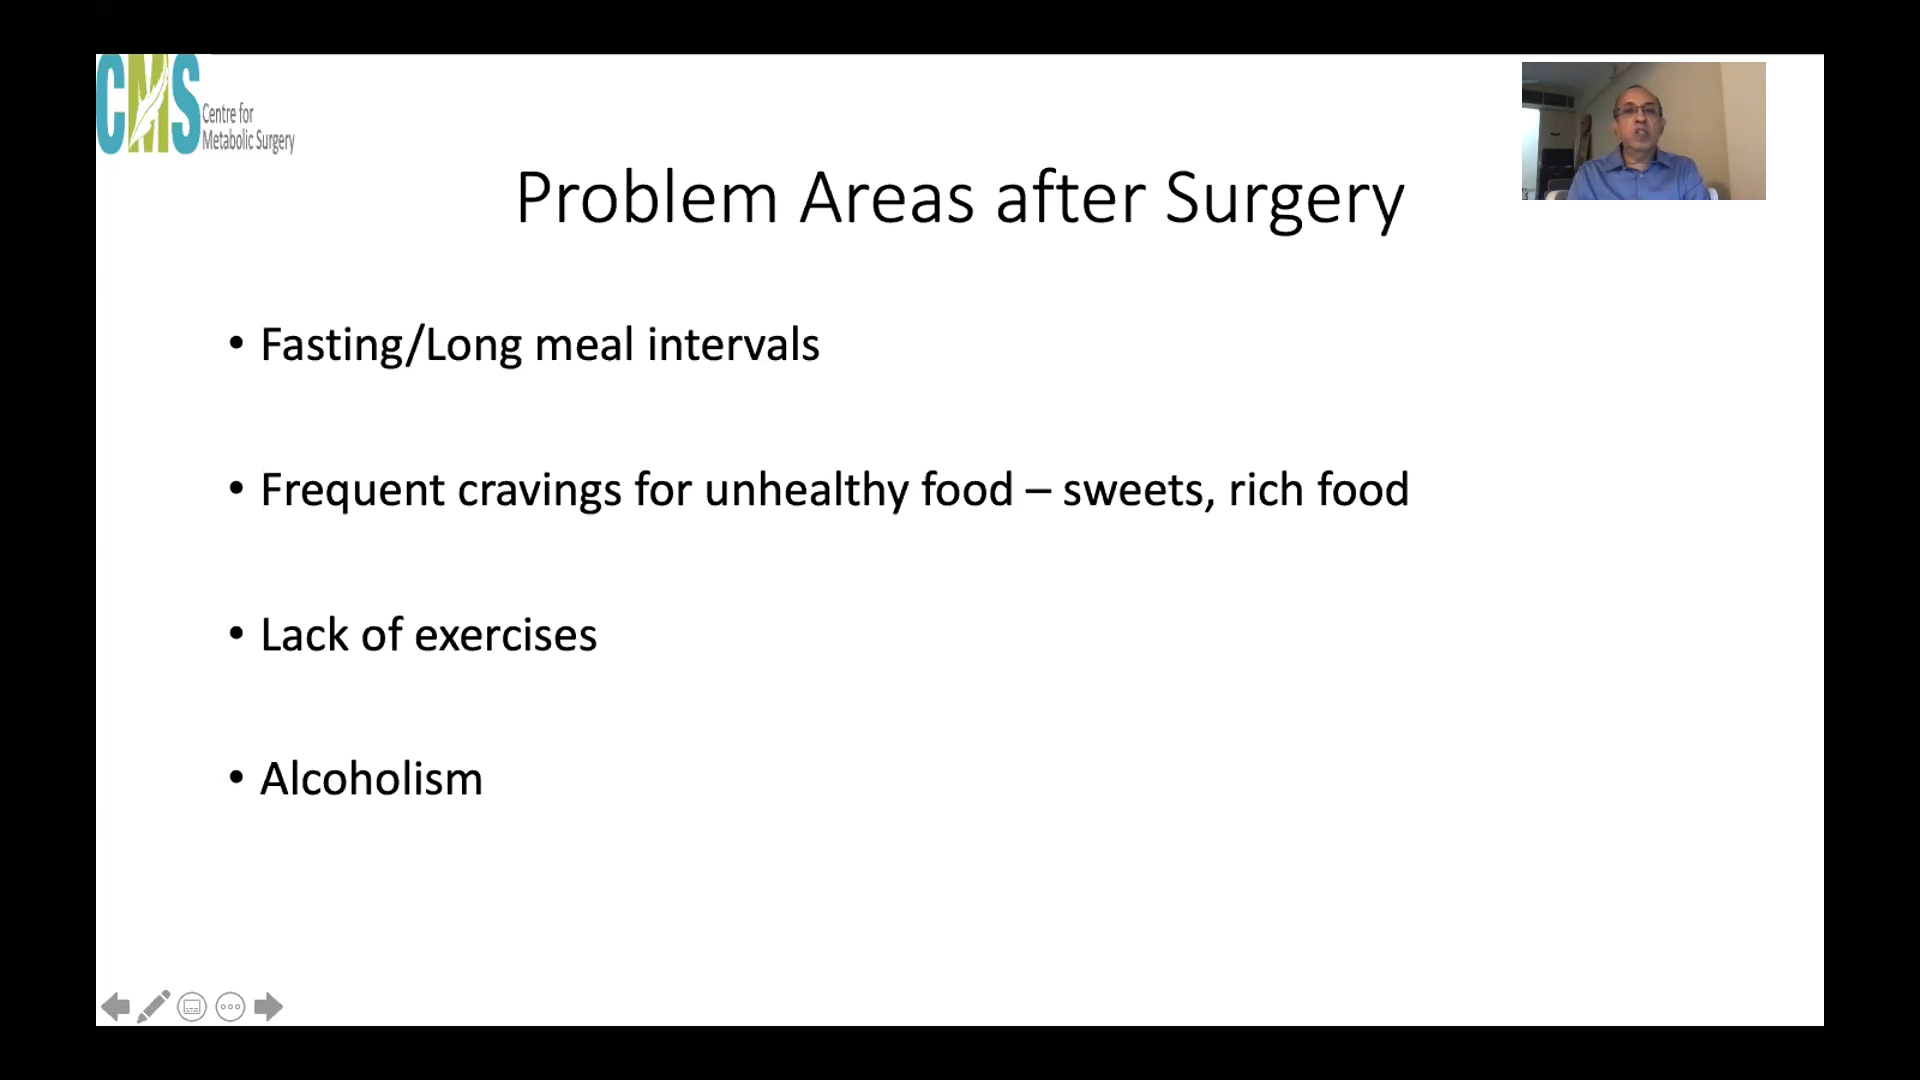 CMS
Centre for
Metabolic Surgery
Problem Areas after Surgery
• Fasting/Long meal intervals
• Frequent cravings for unhealthy food – sweets, rich food
• Lack of exercises
• Alcoholism